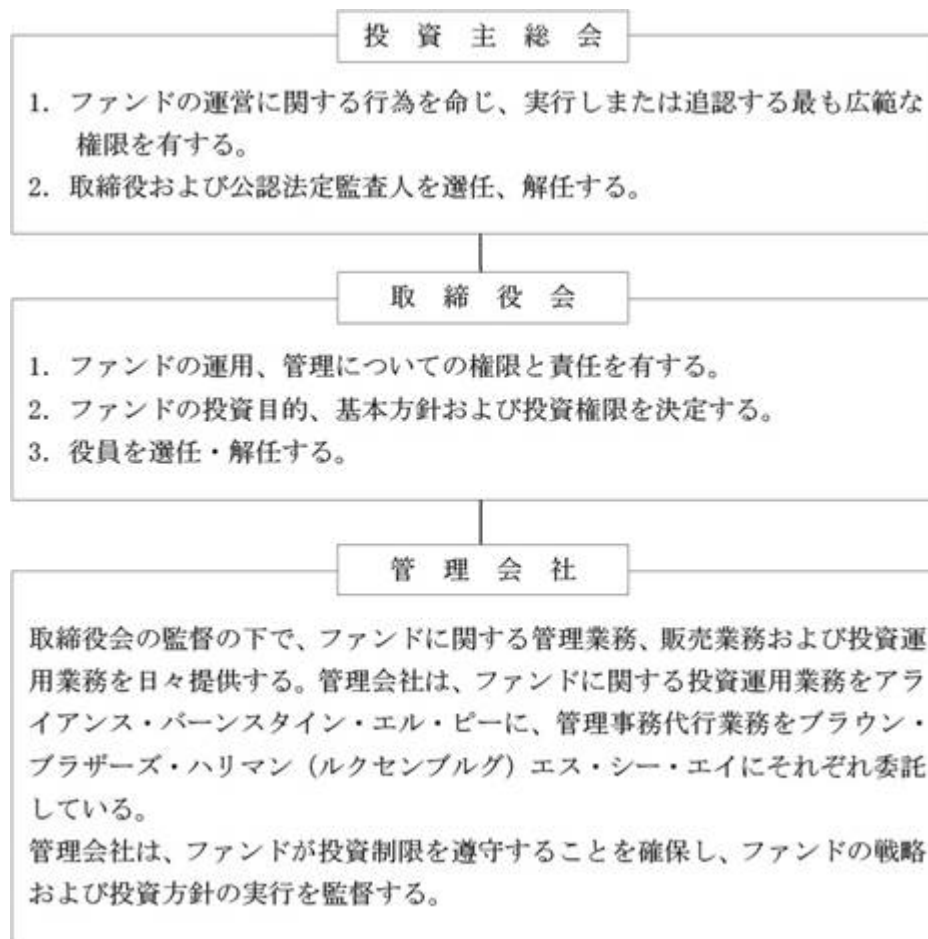 投資主総会
1. ファンドの運営に関する行為を命じ、実行しまたは追認する最も広範な
権限を有する。
2. 取締役および公認法定監査人を選任、解任する。
取締役会
1. ファンドの運用、管理についての権限と責任を有する。
2. ファンドの投資目的、基本方針および投資権限を決定する。
3. 役員を選任・解任する。
管理会社
取締役会の監督の下で、ファンドに関する管理業務、販売業務および投資運
用業務を日々提供する。管理会社は、ファンドに関する投資運用業務をアラ
イアンス・バーンスタイン・エル・ピーに、管理事務代行業務をブラウン・
ブラザーズ・ハリマン（ルクセンブルグ）エス・シー・エイにそれぞれ委託
している。
管理会社は、ファンドが投資制限を遵守することを確保し、ファンドの戦略
および投資方針の実行を監督する。